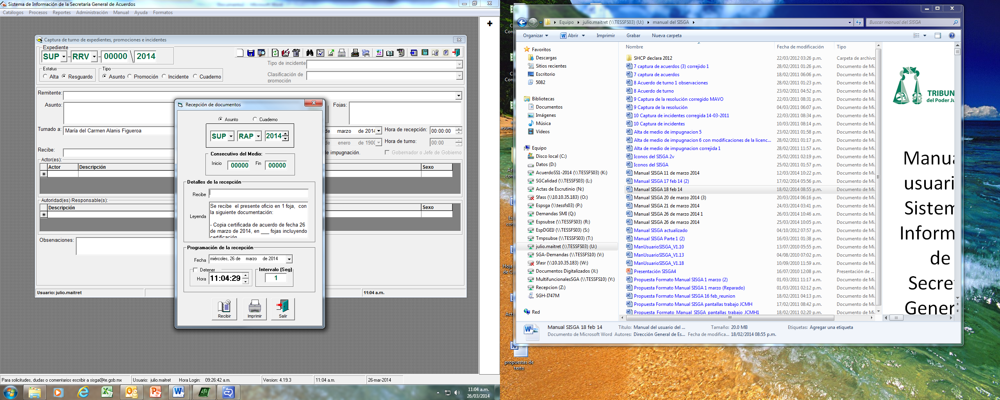 Sistema de Información de la Secretaría General de Acuerdos
Catálogos Procesos Reportes Administración Manual Ayuda Formatos
Captura de turno de expedientes, promociones e incidentes
Expediente
SUP - RRV - 00000 \ 2014
Tipo de incidente
Estatus Tipo
Alta Resguardo Asunto Promoción Incidente Cuaderno
Clasificación de promoción
Remitente:
Asunto:
Fojas:
Turnado a: María del Carmen Alanis Figueroa
de marzo de 2014 Hora de recepción: 00:00:00
de enero de 1900 Hora de turno: 00:00
Recibe:
de impugnación. Gobernador o Jefe de Gobierno
Actor(es):
Actor Descripción Sexo
Autoridad(es) Responsable(s):
Descripción Sexo
Observaciones:
Usuario: julio.maitret 11:04 a.m.
Recepción de documentos
Asunto Cuaderno
SUP RAP 2014
Consecutivo del Medio:
Inicio 00000 Fin 00000
Detalles de la recepción
Recibe
Leyenda
Se recibe el presente oficio en 1 foja, con
la siguiente documentación:
- Copia certificada de acuerdo de fecha 26
de marzo de 2014, en ___ fojas incluyendo
certificación
Programación de la recepción
Fecha miércoles, 26 de marzo de 2014
Detener Intervalo (Seg)
Hora 11:04:29 1
Recibir Imprimir Salir
Para solicitudes, dudas o comentarios escribir a sisga@te.gob.mx Usuario: julio.maitret Hora Login: 09:26:42 a.m. Version: 4.19.3 11:04 a.m. 26-mar-2014
11:04 a.m.
26/03/2014
Equipo julio.maitret (\\TESSFS03) (U:) manual del SISGA
Buscar manual del SISGA
Organizar Abrir Imprimir Grabar Nueva carpeta
Favoritos
Descargas
Sitios recientes
Escritorio
5082
Bibliotecas
Documentos
Imágenes
Música
Vídeos
Equipo
Disco local (C:)
Datos (D:)
AcuerdoSS1-2014 (\\TESSFS03) (K:)
SGCalidad (\\TESSFS03) (L:)
Actas de Escrutinio (N:)
Sfass (\\10.10.35.183) (O:)
Espsga (\\tessfs03) (P:)
Demandas SMI (Q:)
Espsubse (\\TESSFS03) (R:)
EspDGEIJ (\\TESSFS03) (S:)
Tmpsubse (\\TESSFS03) (T:)
julio.maitret (\\TESSFS03) (U:)
SGA-Demandas (\\TESSFS10) (V:)
Sfasr (\\10.10.35.183) (W:)
Documentos Digitalizados (X:)
MultifuncionalesSGA (\\TESSFS10) (Y:)
Recepcion (Z:)
SGH-I747M
Red
Nombre Fecha de modificación Tipo
SHCP declara 2012 22/03/2012 03:26 p.m. Carpeta de archivo
7 captura de acuerdos (3) correjido 1 28/02/2011 01:26 p.m. Documento de Mi...
7 captura de acuerdos 18/02/2011 06:06 p.m. Documento de Mi...
8 Acuerdo de turno 1 observaciones 28/02/2011 01:23 p.m. Documento de Mi...
8 Acuerdo de turno 23/02/2011 04:52 p.m. Documento de Mi...
9 Captura de la resolución corregido MAVO 22/03/2011 08:31 p.m. Documento de Mi...
9 Captura de la resolución 04/03/2011 06:07 p.m. Documento de Mi...
10 Captura de incidentes corregida 14-03-2011 22/03/2011 08:34 p.m. Documento de Mi...
10 Captura de incidentes 10/03/2011 08:14 p.m. Documento de Mi...
Alta de medio de impugnacion 5 23/02/2011 01:58 p.m. Documento de Mi...
Alta de medio de impugnacion 6 con modificaciones de la licenc... 28/02/2011 01:17 p.m. Documento de Mi...
Alta de medio de impugnacion correjida 1 28/02/2011 11:57 a.m. Documento de Mi...
Iconos del SISGA 2v 25/02/2011 02:19 p.m. Documento de Mi...
Iconos del SISGA 25/02/2011 01:57 p.m. Documento de Mi...
Manual SISGA 11 de marzo 2014 12/03/2014 10:22 p.m. Documento de Mi...
Manual SISGA 17 feb 14 (2) 17/02/2014 05:56 p.m. Documento de Mi...
Manual SISGA 18 feb 14 18/02/2014 08:55 p.m. Documento de Mi...
Manual SISGA 20 de marzo 2014 (3) 20/03/2014 06:16 p.m. Documento de Mi...
Manual SISGA 21 de marzo 2014 24/03/2014 03:41 p.m. Documento de Mi...
Manual SISGA 26 de marzo 2014 1 26/03/2014 10:46 a.m. Documento de Mi...
Manual SISGA 26 de marzo 2014 25/03/2014 10:05 p.m. Documento de Mi...
Manual SISGA actualizado 04/10/2012 07:57 p.m. Documento de Mi...
Manual SISGA Parte 1 (2) 16/03/2011 01:38 p.m. Documento de Mi...
ManUsuarioSISGA_V1.10 13/07/2010 05:55 p.m. Documento de Mi...
ManUsuarioSISGA_V1.13 04/08/2010 07:02 p.m. Documento de Mi...
ManUsuarioSISGA_V1.18 10/09/2010 11:59 a.m. Documento de Mi...
Presentación SISGA4 16/07/2010 12:08 p.m. Presentación de ...
Propuesta Formato Manual SISGA 1 marzo (2) 01/03/2011 11:17 a.m. Documento de Mi...
Propuesta Formato Manual SISGA 1 marzo (Reparado) 01/03/2011 02:12 p.m. Documento de Mi...
Propuesta Formato Manual SISGA 16 feb_reunion 18/02/2011 04:13 p.m. Documento de Mi...
Propuesta Formato Manual SISGA pantallas trabajo JCMH 17/02/2011 08:42 p.m. Documento de Mi...
Propuesta Formato Manual SISGA pantallas trabajo JCMH1 18/02/2011 02:20 p.m. Documento de Mi...
TRIBUN
del Poder Ju
Manua
usuari
Sistem
Inform
de
Secret
Gener
Manual SISGA 18 feb 14 Título: Manual del usuario del ... Tamaño: 20.0 MB Etiquetas: Agregar una etiqueta
Documento de Microsoft Word Autores: Dirección General de Es... Fecha de modifica... 18/02/2014 08:55 p.m.
propuestas de
texto